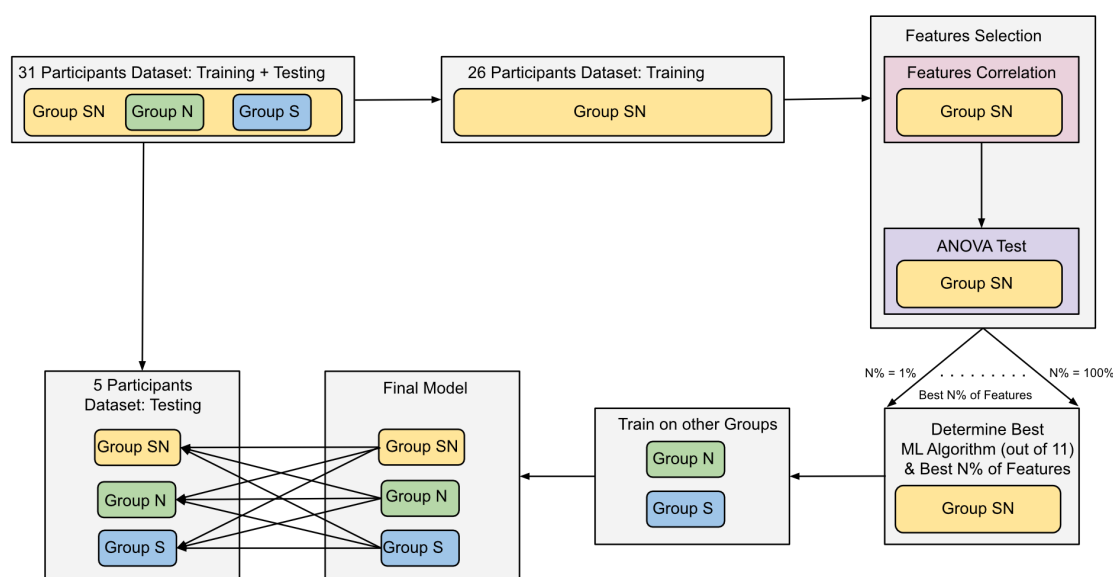 31 Participants Dataset: Training + Testing
Group SN
Group N
Group S
26 Participants Dataset: Training
Group SN
Features Selection
Features Correlation
Group SN
ANOVA Test
Group SN
N% = 1%
. . . . . . . . .
N% = 100%
Best N% of Features
Determine Best
ML Algorithm (out of 11)
& Best N% of Features
Group SN
Train on other Groups
Group N
Group S
Final Model
Group SN
Group N
Group S
5 Participants
Dataset: Testing
Group SN
Group N
Group S